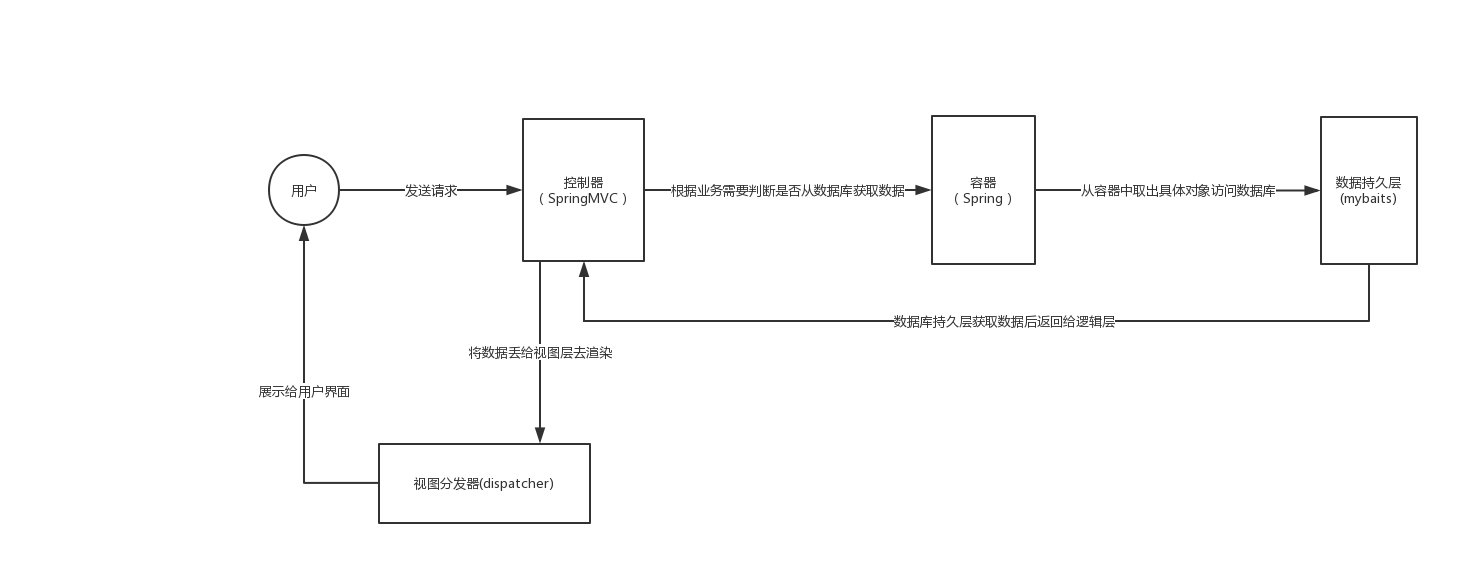 用户
发送请求
控制器
（ SpringMVC ）
根据业务需要判断是否从数据库获取数据
容器
（ Spring ）
从容器中取出具体对象访问数据库
数据持久层
(mybaits)
数据库持久层获取数据后返回给逻辑层
将数据丢给视图层去渲染
展示给用户界面
视图分发器(dispatcher)